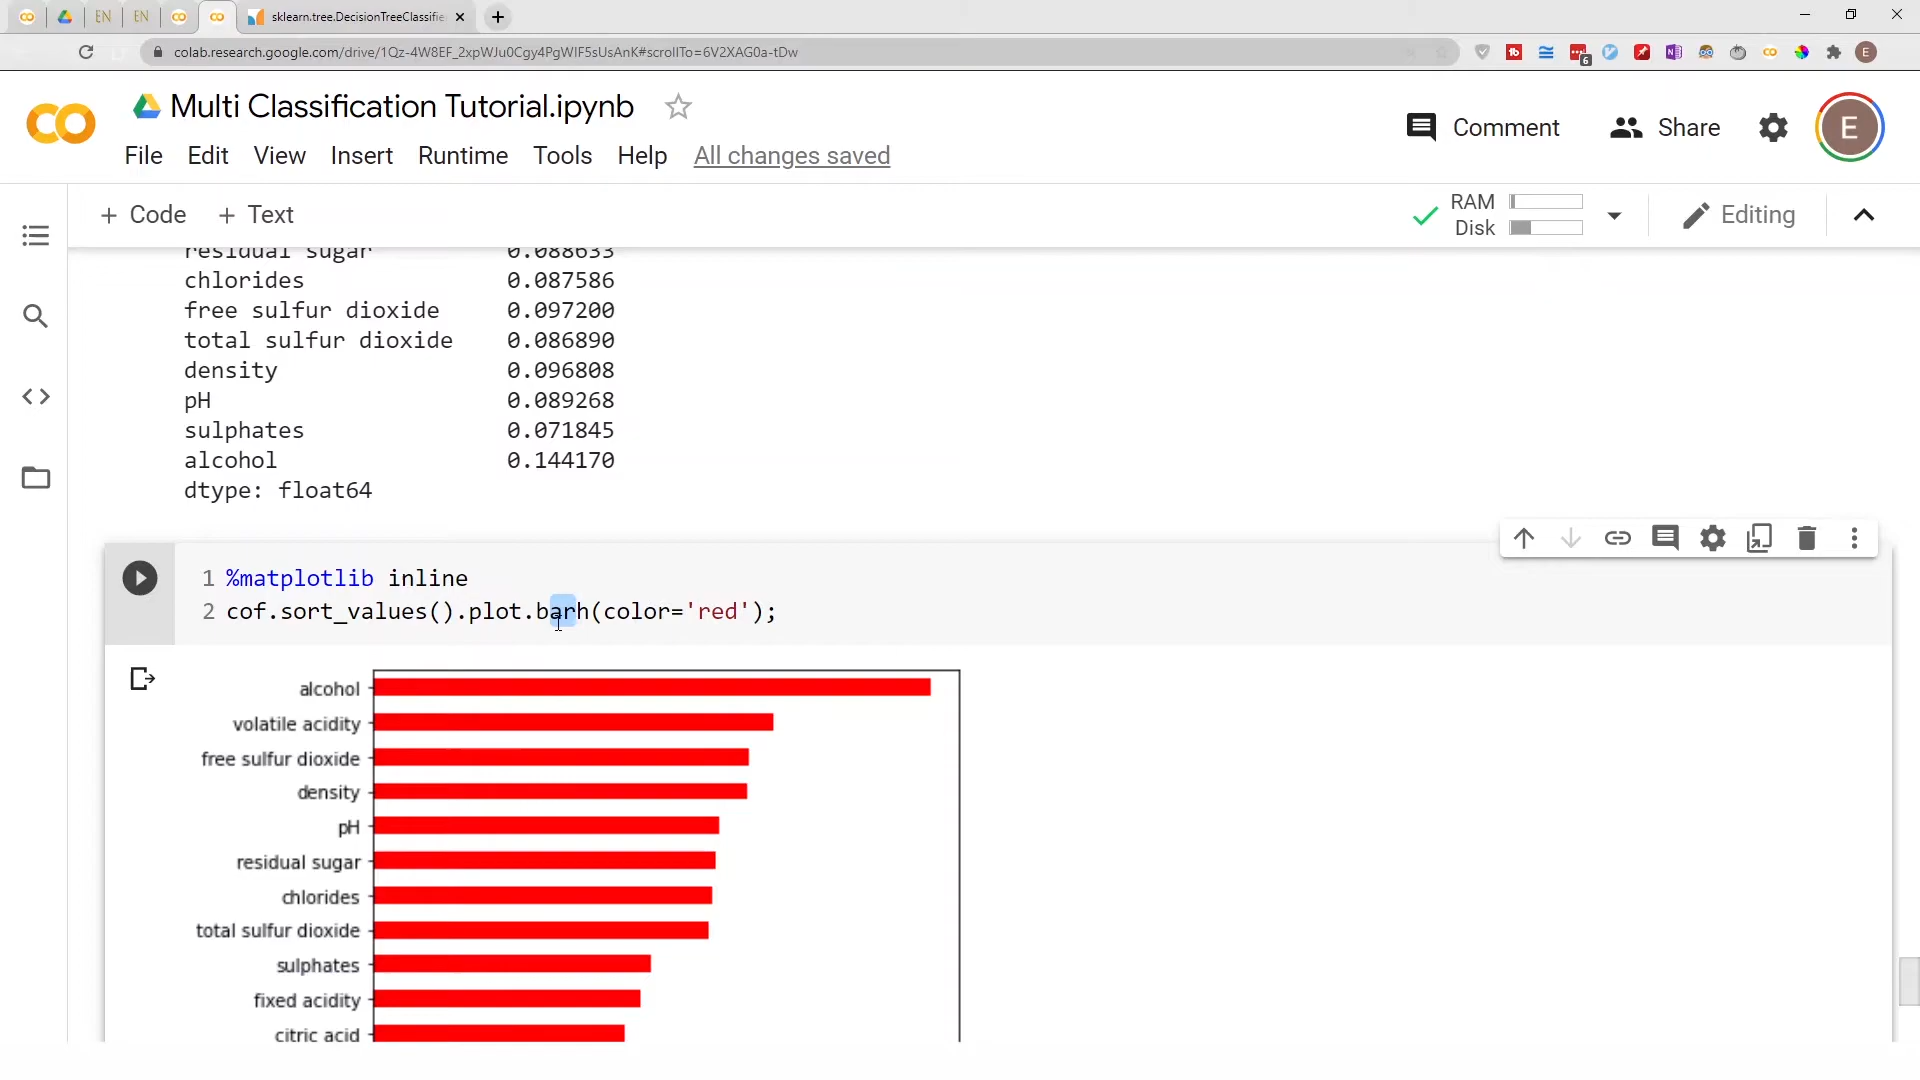 EN
EN
sklearn.tree.DecisionTreeClassifie
colab.research.google.com/drive/1Qz-4W8EF_2xpWJu0Cgy4PgWIF5sUsAnK#scrollTo=6V2XAG0a-tDw
6
E
Multi Classification Tutorial.ipynb
Comment
Share
E
File Edit View Insert Runtime Tools Help All changes saved
+ Code + Text
RAM
Disk
Editing
residual sugar 0.088633
chlorides 0.087586
free sulfur dioxide 0.097200
total sulfur dioxide 0.086890
density 0.096808
pH 0.089268
sulphates 0.071845
alcohol 0.144170
dtype: float64
1 %matplotlib inline
2 cof.sort_values().plot.barh(color='red');
alcohol
volatile acidity
free sulfur dioxide
density
pH
residual sugar
chlorides
total sulfur dioxide
sulphates
fixed acidity
citric acid